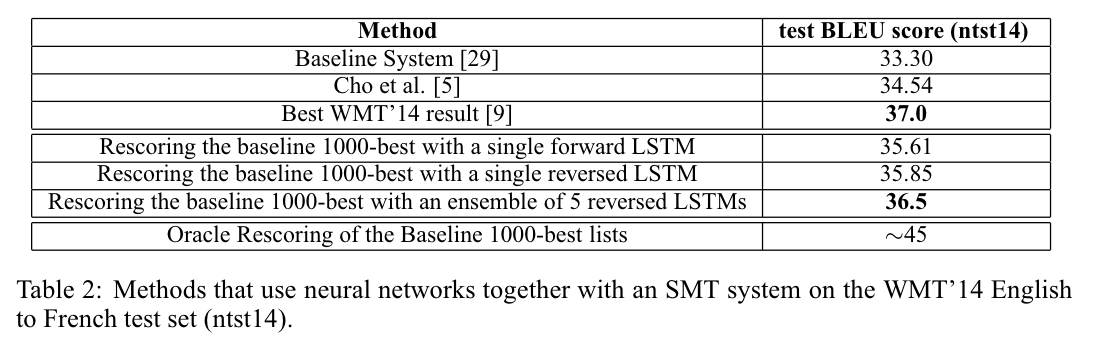 Method test BLEU score (ntst14)
Baseline System [29] 33.30
Cho et al. [5] 34.54
Best WMT’14 result [9] 37.0
Rescoring the baseline 1000-best with a single forward LSTM 35.61
Rescoring the baseline 1000-best with a single reversed LSTM 35.85
Rescoring the baseline 1000-best with an ensemble of 5 reversed LSTMs 36.5
Oracle Rescoring of the Baseline 1000-best lists ∼45
Table 2: Methods that use neural networks together with an SMT system on the WMT’14 English
to French test set (ntst14).